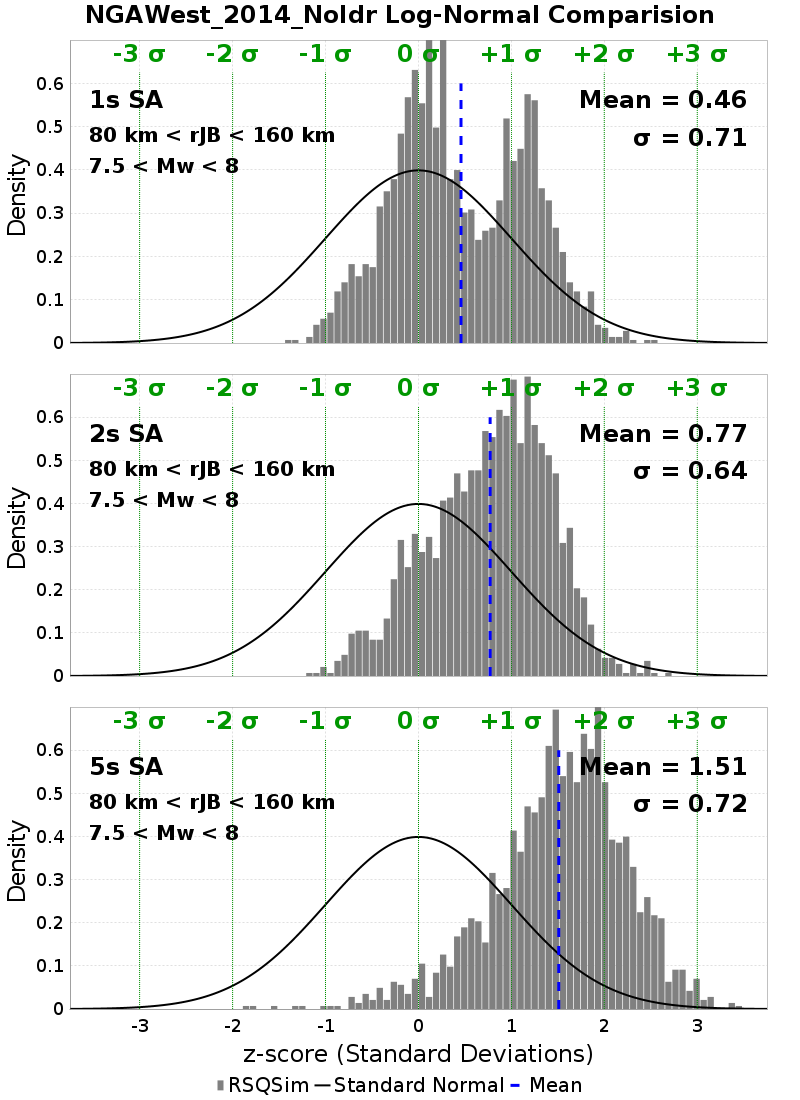 NGAWest_2014_NoIdr Log-Normal Comparision
-3 σ -2 σ -1 σ 0 σ +1 σ +2 σ +3 σ
1s SA
Mean = 0.46
80 km < rJB < 160 km
σ = 0.71
7.5 < Mw < 8
Density
0.6
0.5
0.4
0.3
0.2
0.1
0
-3 σ -2 σ -1 σ 0 σ +1 σ +2 σ +3 σ
2s SA
Mean = 0.77
80 km < rJB < 160 km
σ = 0.64
7.5 < Mw < 8
Density
0.6
0.5
0.4
0.3
0.2
0.1
0
-3 σ -2 σ -1 σ 0 σ +1 σ +2 σ +3 σ
5s SA
Mean = 1.51
80 km < rJB < 160 km
σ = 0.72
7.5 < Mw < 8
Density
0.6
0.5
0.4
0.3
0.2
0.1
0
-3 -2 -1 0 1 2 3
z-score (Standard Deviations)
RSQSim Standard Normal Mean